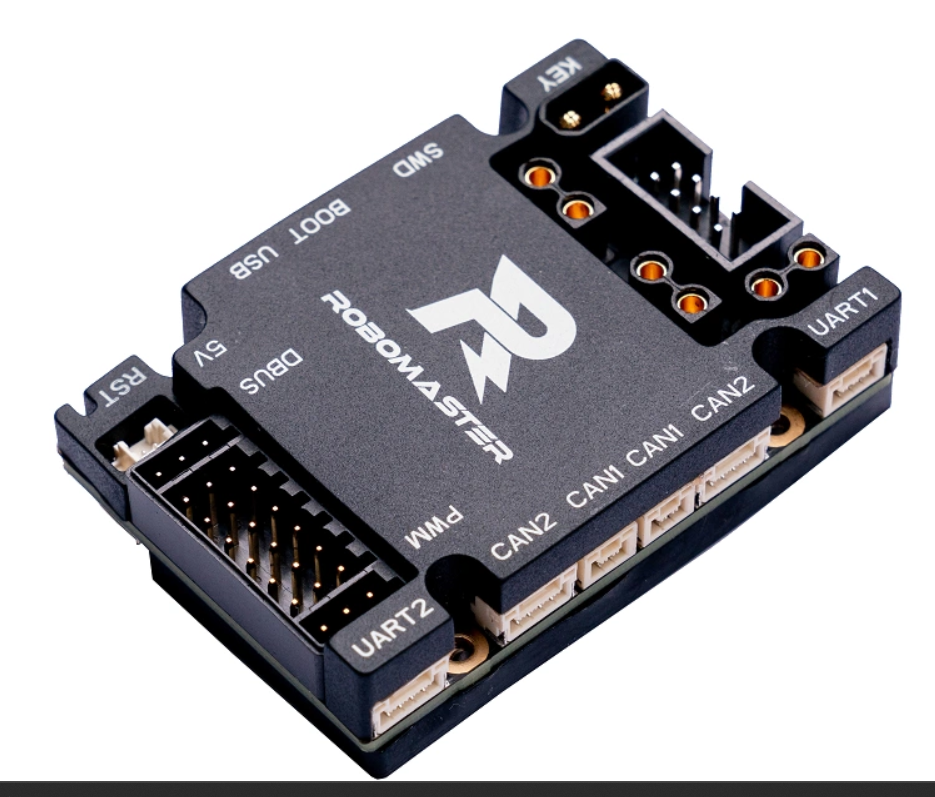 KEY
SWD
BOOT
USB
5V
DBUS
RST
ROBOMASTER
UART1
CAN2
CAN1
CAN1
CAN2
PWM
UART2